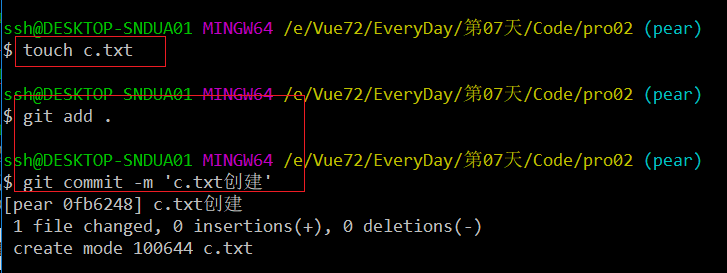 ssh@DESKTOP-SNDUA01 MINGW64 /e/Vue72/EveryDay/第07天/Code/pro02 (pear)
$ touch c.txt
ssh@DESKTOP-SNDUA01 MINGW64 /e/Vue72/EveryDay/第07天/Code/pro02 (pear)
$ git add .
ssh@DESKTOP-SNDUA01 MINGW64 /e/Vue72/EveryDay/第07天/Code/pro02 (pear)
$ git commit -m 'c.txt创建'
[pear 0fb6248] c.txt创建
 1 file changed, 0 insertions(+), 0 deletions(-)
 create mode 100644 c.txt